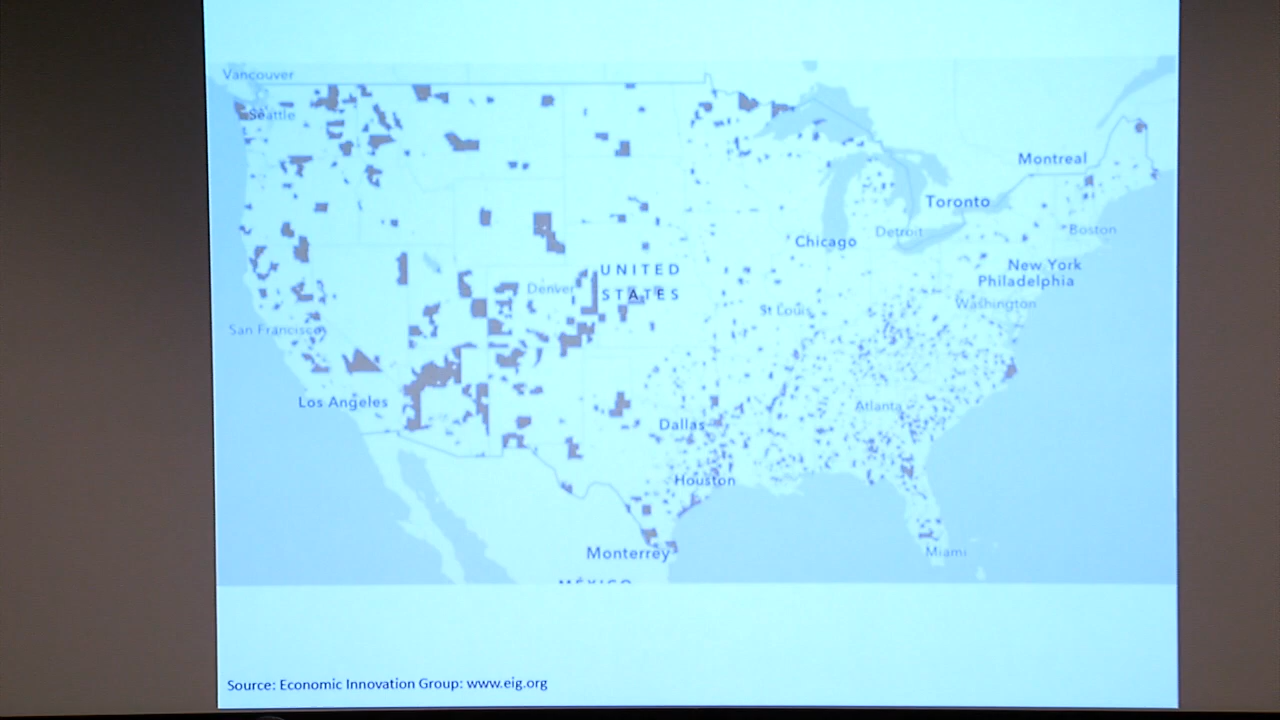 Vancouver
Seattle
Montreal
Toronto
Chicago
Detroit
Boston
New York
Philadelphia
UNITED
STATES
Denver
Washington
St Louis
San Francisco
Los Angeles
Atlanta
Dallas
Houston
Monterrey
Miami
MÉXICO
Source: Economic Innovation Group: www.eig.org